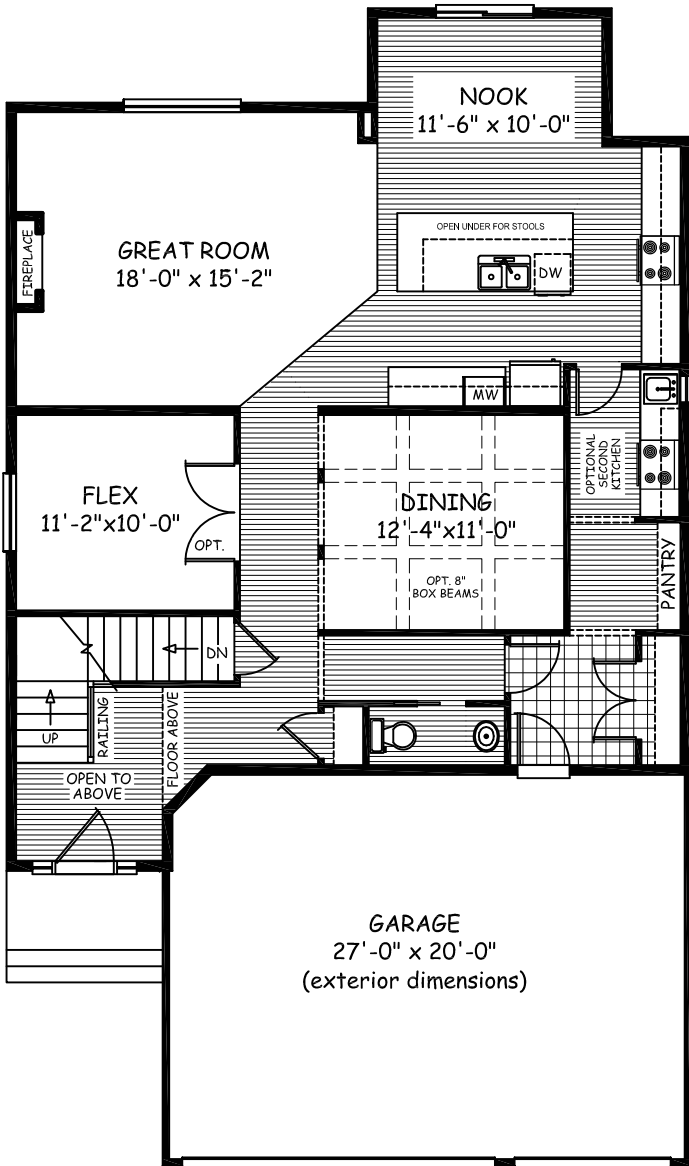 NOOK
11'-6" x 10'-0"
OPEN UNDER FOR STOOLS
DW
FIREPLACE
GREAT ROOM
18'-0" x 15'-2"
MW
OPTIONAL
SECOND
KITCHEN
FLEX
11'-2"x10'-0"
OPT.
DINING
12'-4"x11'-0"
OPT. 8"
BOX BEAMS
PANTRY
DN
UP
RAILING
FLOOR ABOVE
OPEN TO
ABOVE
GARAGE
27'-0" x 20'-0"
(exterior dimensions)